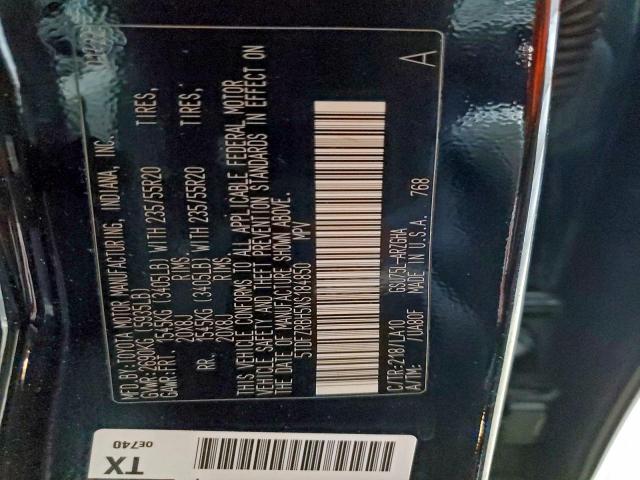 MFD.BY: TOYOTA MOTOR MANUFACTURING, INDIANA, INC.
GVWR: 2690KG (5935LB)
GAWR: FRT. 1545KG (3405LB) WITH 235/55R20 TIRES,
20X8J RIMS.
RR. 1545KG (3405LB) WITH 235/55R20 TIRES,
20X8J RIMS.
THIS VEHICLE CONFORMS TO ALL APPLICABLE FEDERAL MOTOR
VEHICLE SAFETY AND THEFT PREVENTION STANDARDS IN EFFECT ON
THE DATE OF MANUFACTURE SHOWN ABOVE.
MPV
C/TR: 218/LA10 GSU75L-ARZGHA
A/TM: /UA80F MADE IN U.S.A. 768
A
TX
0E740